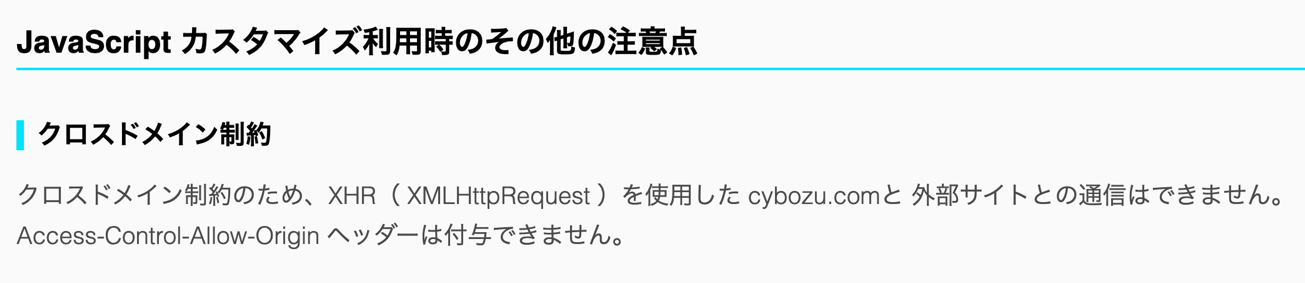 JavaScript カスタマイズ利用時のその他の注意点
クロスドメイン制約
クロスドメイン制約のため、XHR（ XMLHttpRequest ）を使用した cybozu.comと 外部サイトとの通信はできません。
Access-Control-Allow-Origin ヘッダーは付与できません。